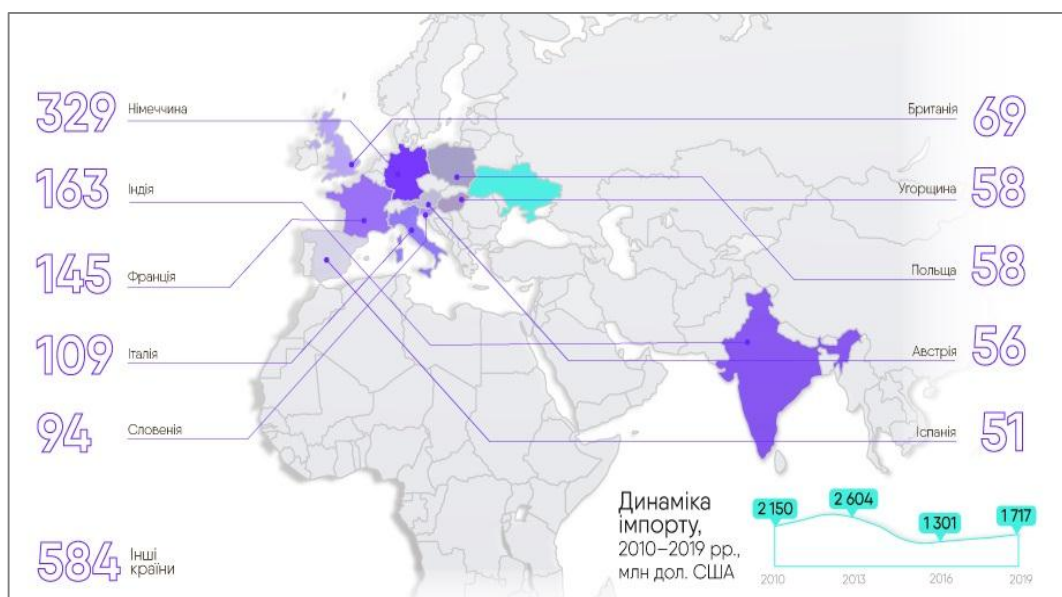 329 Німеччина
163 Індія
145 Франція
109 Італія
94 Словенія
584 Інші
країни
Британія 69
Угорщина 58
Польща 58
Австрія 56
Іспанія 51
Динаміка
імпорту,
2010–2019 рр.,
млн дол. США
2 150
2 604
1 301
1 717
2010
2013
2016
2019